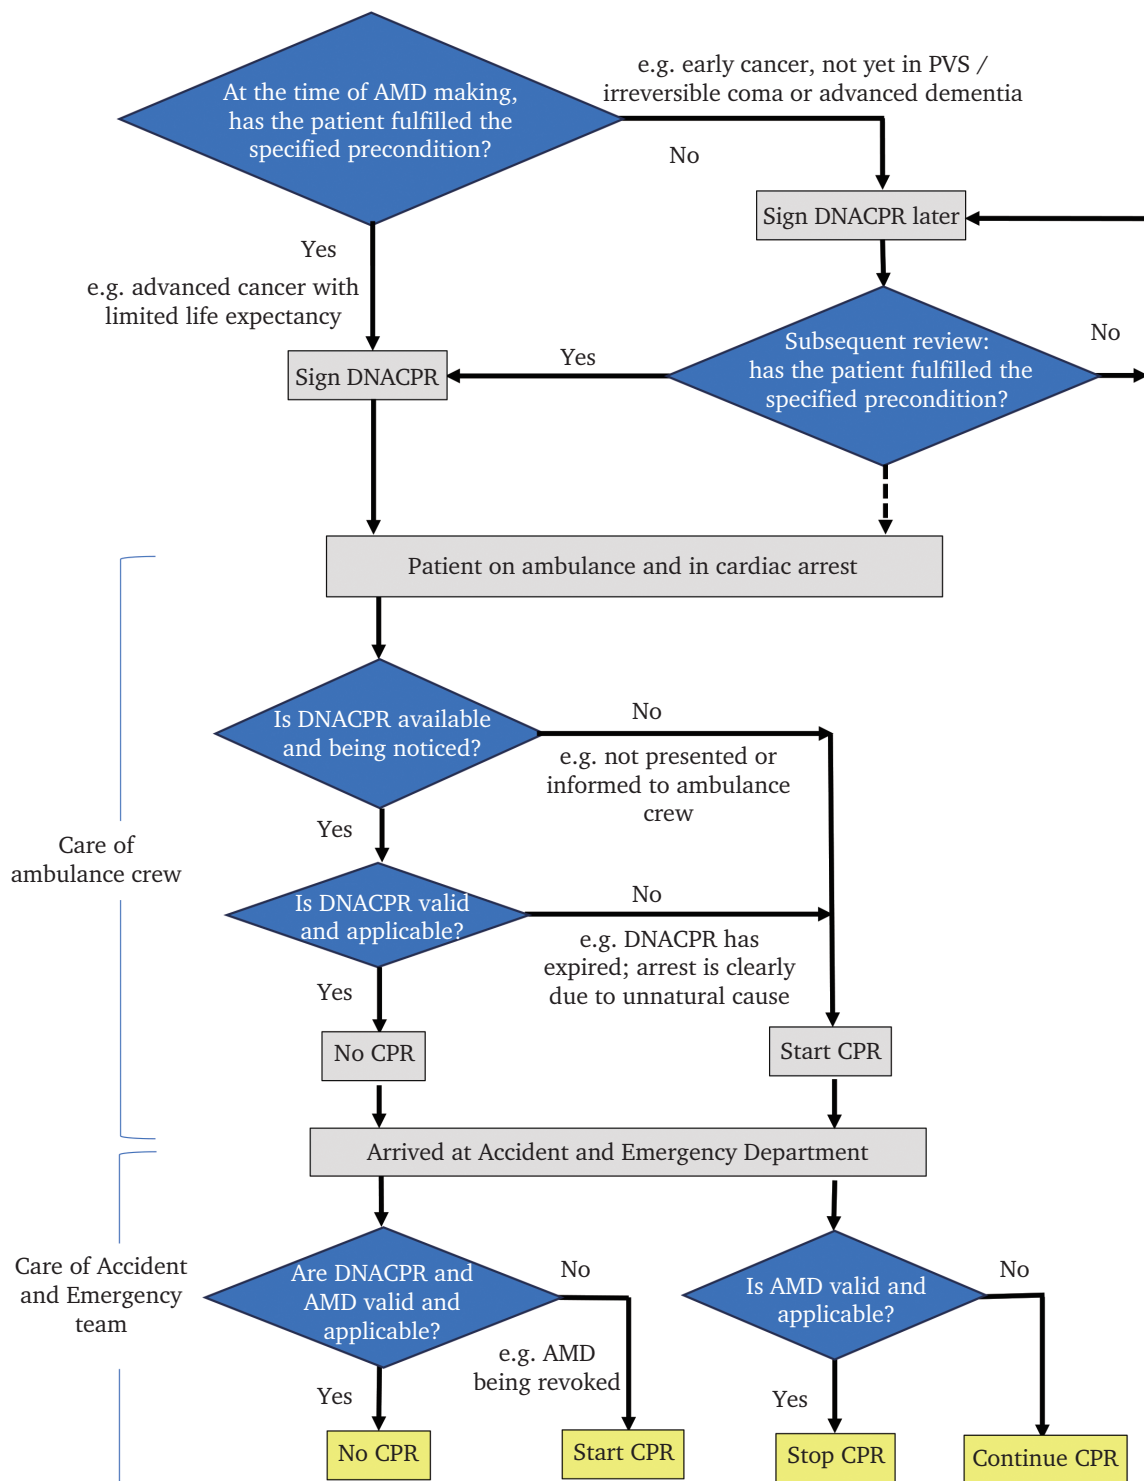 At the time of AMD making,
has the patient fulfilled the
specified precondition?
e.g. early cancer, not yet in PVS /
irreversible coma or advanced dementia
No
Sign DNACPR later
Yes
e.g. advanced cancer with
limited life expectancy
Subsequent review:
has the patient fulfilled the
specified precondition?
No
Yes
Sign DNACPR
Patient on ambulance and in cardiac arrest
Is DNACPR available
and being noticed?
No
e.g. not presented or
informed to ambulance
crew
Yes
Care of
ambulance crew
Is DNACPR valid
and applicable?
No
e.g. DNACPR has
expired; arrest is clearly
due to unnatural cause
Yes
No CPR
Start CPR
Arrived at Accident and Emergency Department
Care of Accident
and Emergency
team
Are DNACPR and
AMD valid and
applicable?
No
e.g. AMD
being revoked
Yes
Is AMD valid and
applicable?
No
Yes
No CPR
Start CPR
Stop CPR
Continue CPR